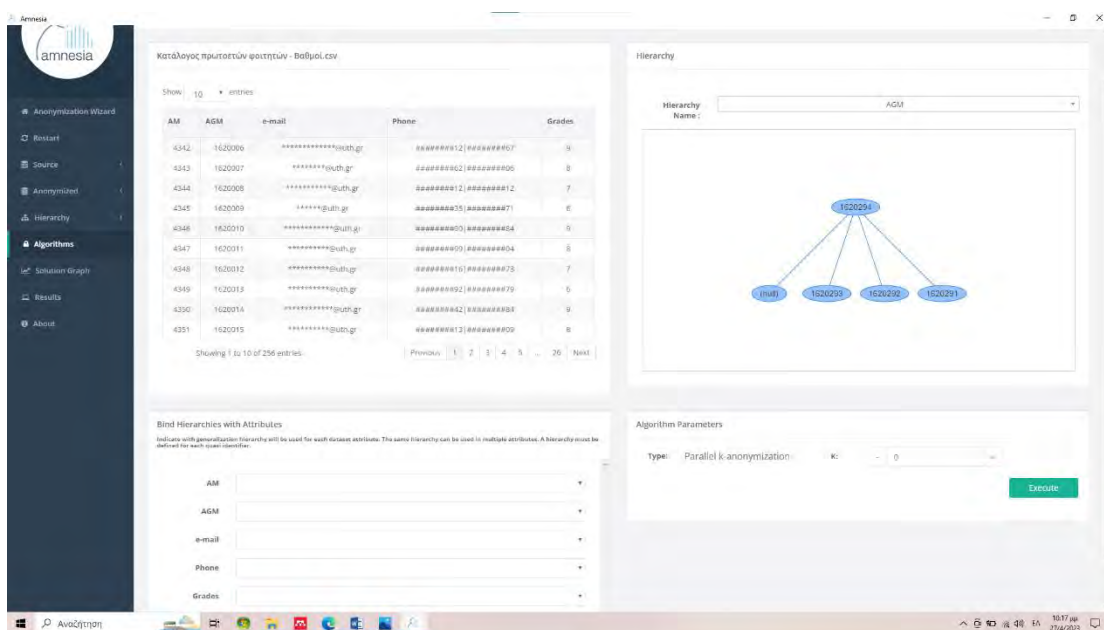 Amnesia
amnesia
Anonymization Wizard
Restart
Source
Anonymized
Hierarchy
Algorithms
Solution Graph
Results
About
Κατάλογος πρωτοετών φοιτητών - Βαθμοί.csv
Show 10 entries
AM AGM e-mail Phone Grades
4342 1620006 *************@uth.gr ########12|########67 9
4343 1620007 ********@uth.gr ########62|########06 8
4344 1620008 ***********@uth.gr ########12|########12 7
4345 1620009 ******@uth.gr ########35|########71 6
4346 1620010 *************@uth.gr ########00|########84 9
4347 1620011 **********@uth.gr ########09|########04 8
4348 1620012 **********@uth.gr ########16|########73 7
4349 1620013 **********@uth.gr ########92|########79 6
4350 1620014 ***********@uth.gr ########42|########84 9
4351 1620015 **********@uth.gr ########13|########09 8
Showing 1 to 10 of 256 entries
Previous 1 2 3 4 5 ... 26 Next
Hierarchy
Hierarchy Name : AGM
1620294
(null) 1620293 1620292 1620291
Bind Hierarchies with Attributes
Indicate with generalization hierarchy will be used for each dataset attribute. The same hierarchy can be used in multiple attributes. A hierarchy must be
defined for each quasi identifier.
AM
AGM
e-mail
Phone
Grades
Algorithm Parameters
Type: Parallel k-anonymization K: - 0
Execute
Αναζήτηση
ΕΛ
10:17 μμ
27/4/2023